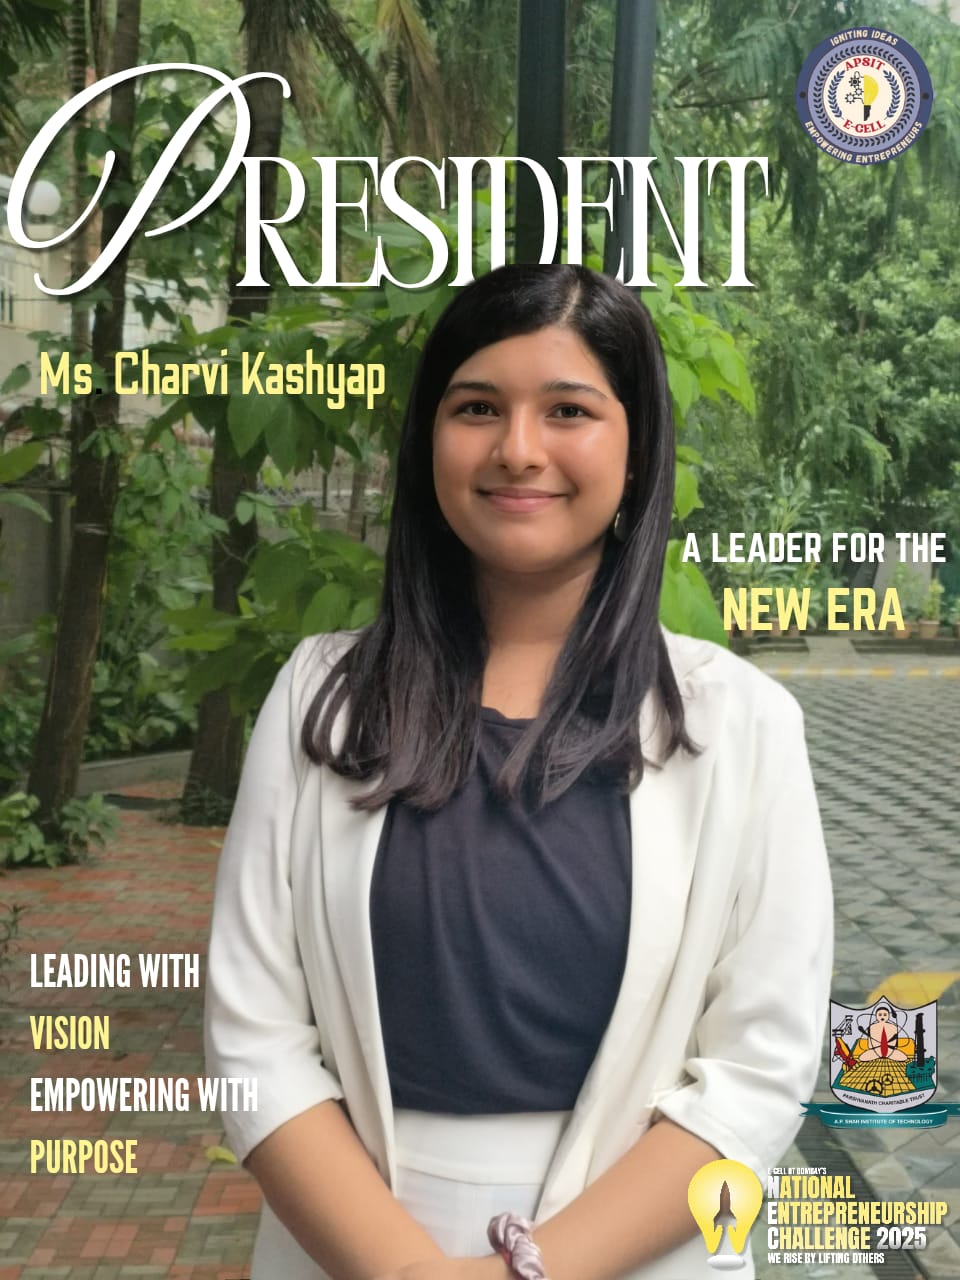 IGNITING IDEAS
APSIT
E-CELL
EMPOWERING ENTREPRENEURS
PRESIDENT
Ms. Charvi Kashyap
A LEADER FOR THE
NEW ERA
LEADING WITH
VISION
EMPOWERING WITH
PURPOSE
PARSHVANATH CHARITABLE TRUST
A.P. SHAH INSTITUTE OF TECHNOLOGY
E-CELL IIT BOMBAY'S
NATIONAL
ENTREPRENEURSHIP
CHALLENGE 2025
WE RISE BY LIFTING OTHERS